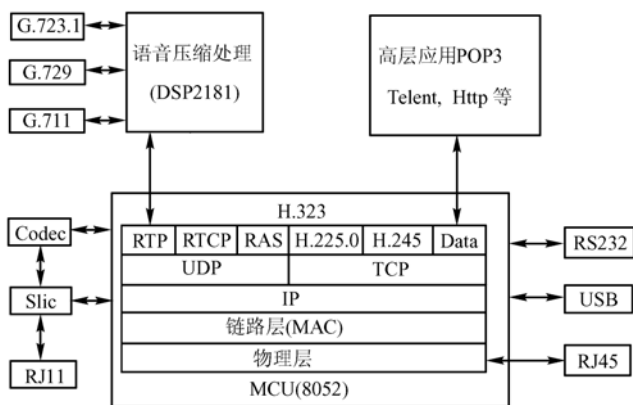 G.723.1
G.729
G.711
语音压缩处理
(DSP2181)
高层应用POP3
Telent, Http 等
H.323
RTP
RTCP
RAS
H.225.0
H.245
Data
UDP
TCP
IP
链路层(MAC)
物理层
MCU(8052)
Codec
Slic
RJ11
RS232
USB
RJ45